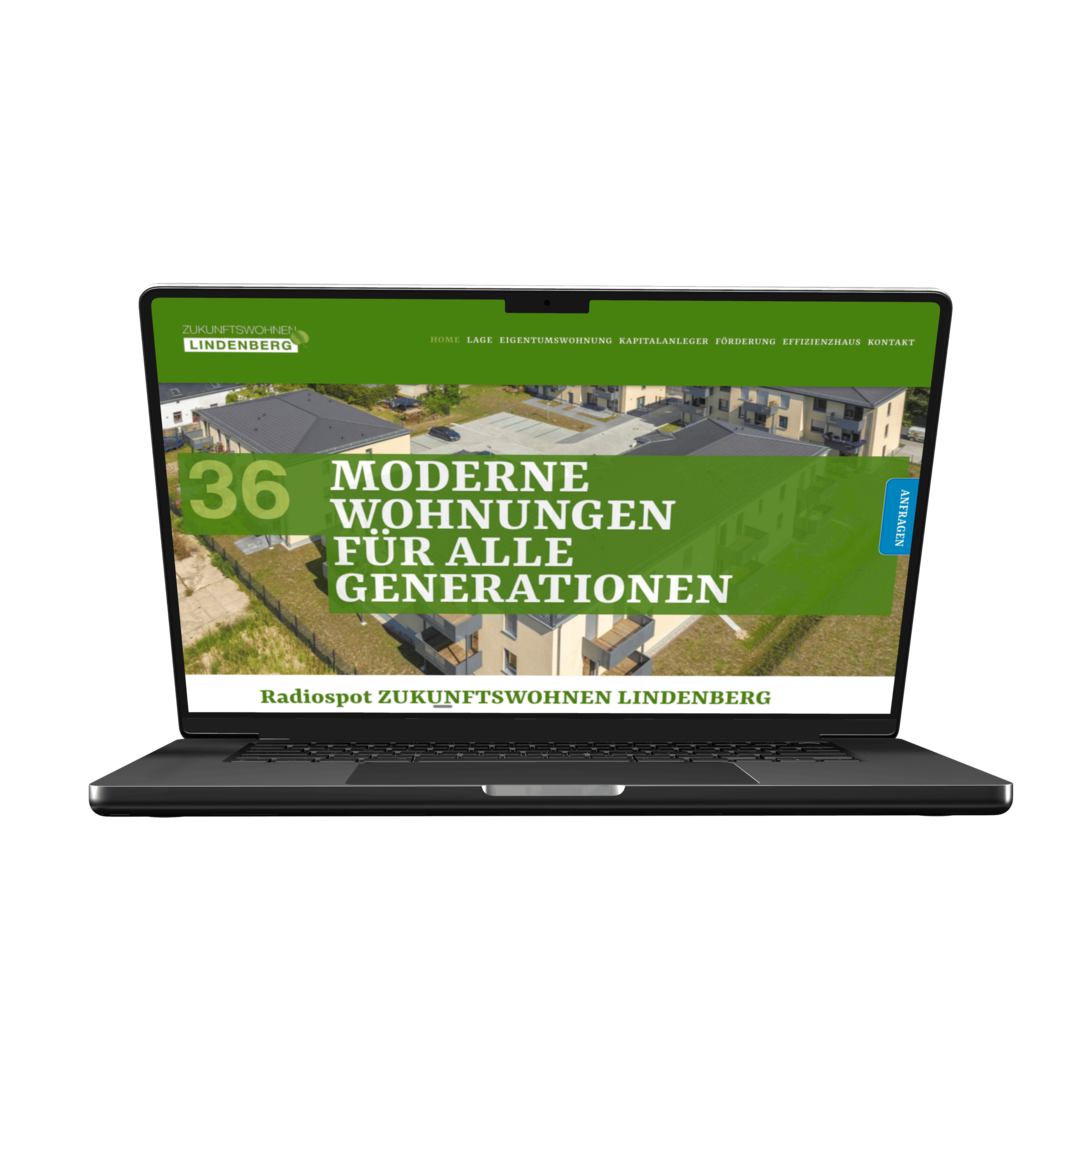 ZUKUNFTSWOHNEN
LINDENBERG
HOME LAGE EIGENTUMSWOHNUNG KAPITALANLEGER FÖRDERUNG EFFIZIENZHAUS KONTAKT
36 MODERNE
WOHNUNGEN
FÜR ALLE
GENERATIONEN
ANFRAGEN
Radiospot ZUKUNFTSWOHNEN LINDENBERG